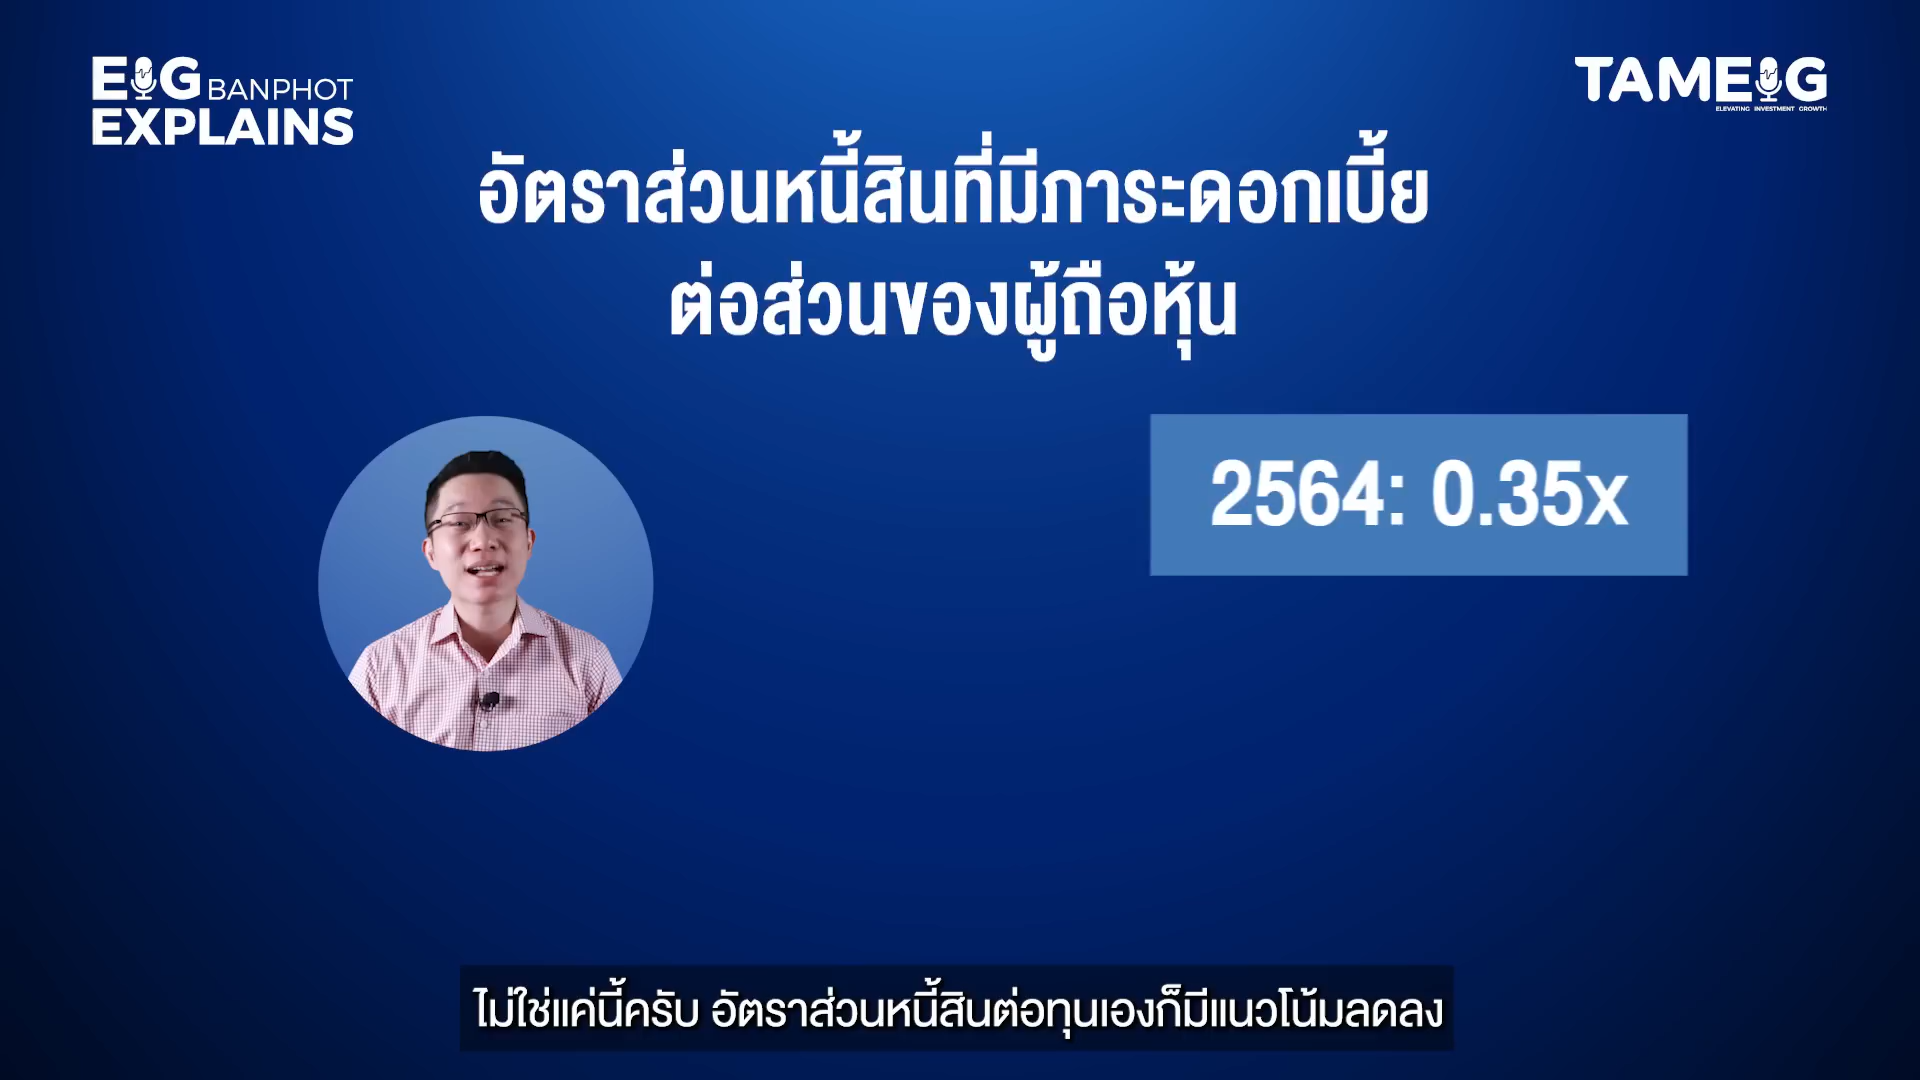 EIG BANPHOT
EXPLAINS
TAMEIG
ELEVATING INVESTMENT GROWTH
อัตราส่วนหนี้สินที่มีภาระดอกเบี้ย
ต่อส่วนของผู้ถือหุ้น
2564: 0.35x
ไม่ใช่แค่นี้ครับ อัตราส่วนหนี้สินต่อทุนเองก็มีแนวโน้มลดลง